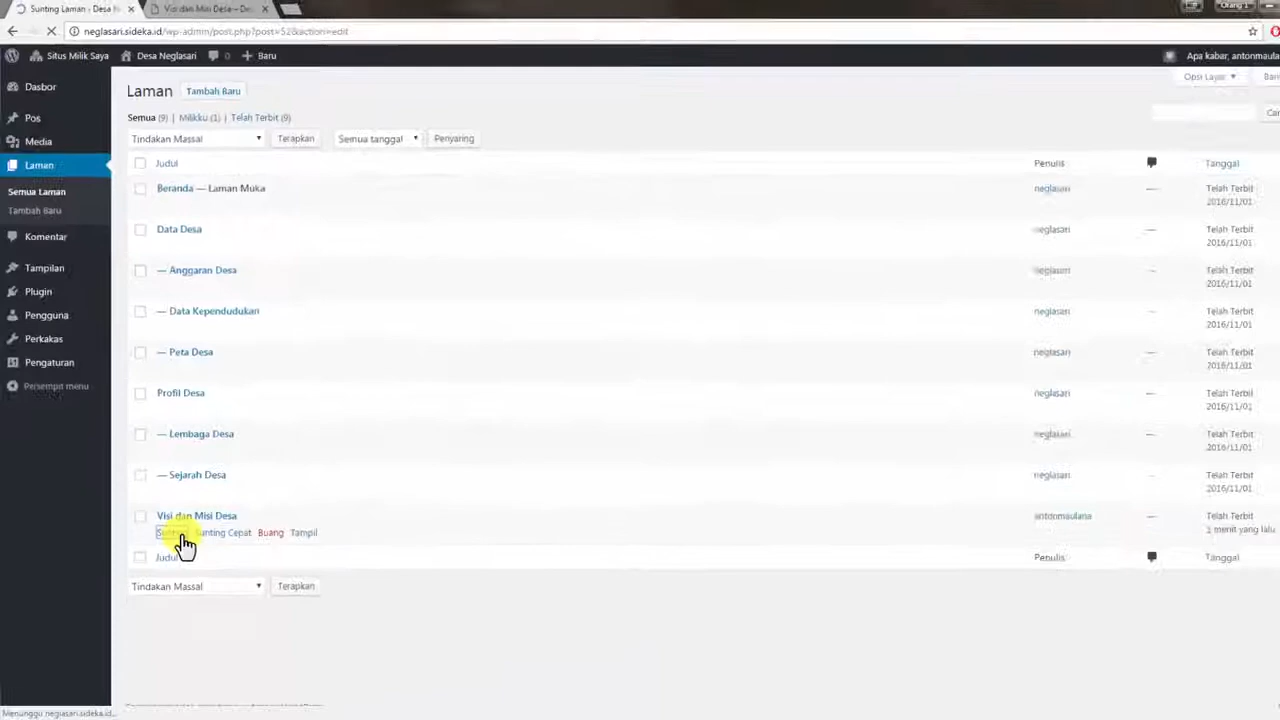 Sunting Laman - Desa N
Visi dan Misi Desa – De
Orang 1
neglasari.sideka.id/wp-admin/post.php?post=52&action=edit
Situs Milik Saya
Desa Neglasari
0
Baru
Apa kabar, antonmaula
Dasbor
Pos
Media
Laman
Semua Laman
Tambah Baru
Komentar
Tampilan
Plugin
Pengguna
Perkakas
Pengaturan
Persempit menu
Laman Tambah Baru
Opsi Layar
Semua (9) | Milikku (1) | Telah Terbit (9)
Tindakan Massal Terapkan Semua tanggal Penyaring
Judul Penulis Tanggal
Beranda — Laman Muka neglasari — Telah Terbit
2016/11/01
Data Desa neglasari — Telah Terbit
2016/11/01
— Anggaran Desa neglasari — Telah Terbit
2016/11/01
— Data Kependudukan neglasari — Telah Terbit
2016/11/01
— Peta Desa neglasari — Telah Terbit
2016/11/01
Profil Desa neglasari — Telah Terbit
2016/11/01
— Lembaga Desa neglasari — Telah Terbit
2016/11/01
— Sejarah Desa neglasari — Telah Terbit
2016/11/01
Visi dan Misi Desa antonmaulana — Telah Terbit
Sunting Cepat Buang Tampil
1 menit yang lalu
Judul Penulis Tanggal
Tindakan Massal Terapkan
Menunggu neglasari.sideka.id...